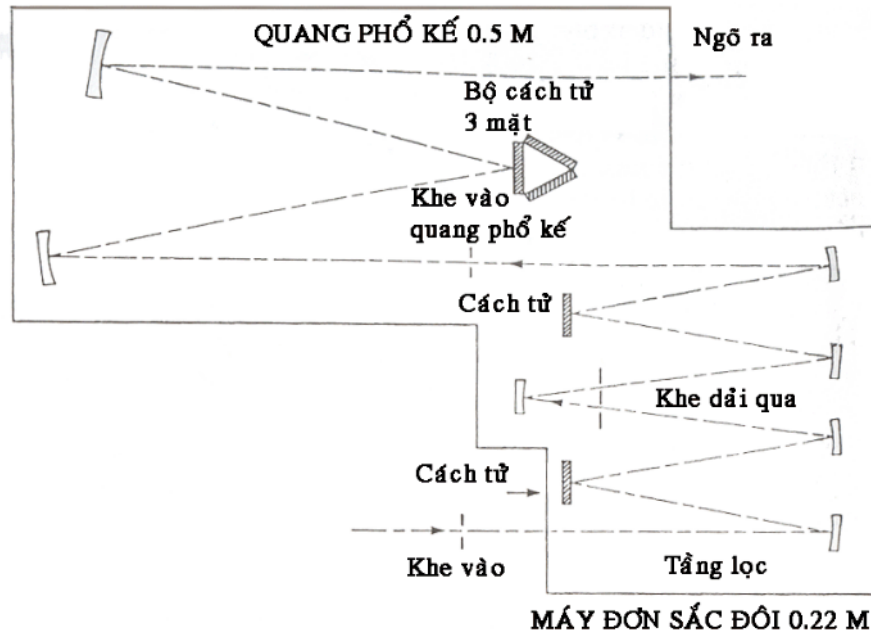 QUANG PHỔ KẾ 0.5 M
Ngõ ra
Bộ cách tử
3 mặt
Khe vào
quang phổ kế
Cách tử
Khe dải qua
Cách tử
Khe vào
Tầng lọc
MÁY ĐƠN SẮC ĐÔI 0.22 M